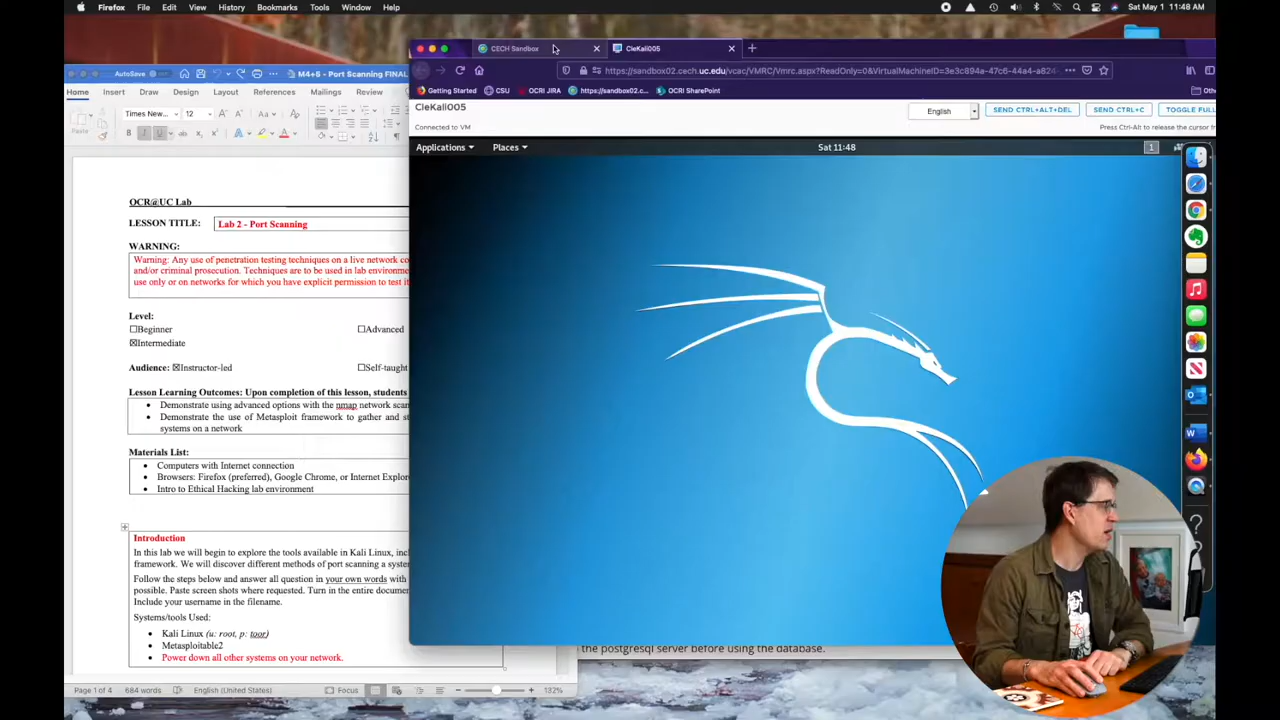 Firefox File Edit View History Bookmarks Tools Window Help
Sat May 1 11:48 AM
CECH Sandbox
CleKali005
https://sandbox02.cech.uc.edu/vcac/VMRC/Vmrc.aspx?ReadOnly=0&VirtualMachineID=3e3c894a-47c6-44a4-a824-
Getting Started CSU OCRI JIRA https://sandbox02.c... OCRI SharePoint
CleKali005
English SEND CTRL+ALT+DEL SEND CTRL+C TOGGLE FULL
Connected to VM
Press Ctrl-Alt to release the cursor
Applications Places Sat 11:48 1
AutoSave M4+5 - Port Scanning FINAL
Home Insert Draw Design Layout References Mailings
Paste
Times New... 12
OCR@UC Lab
LESSON TITLE: Lab 2 - Port Scanning
WARNING:
Warning: Any use of penetration testing techniques on a live network
and/or criminal prosecution. Techniques are to be used in lab
use only or on networks for which you have explicit permission to test
Level:
☐Beginner ☐Advanced
☒Intermediate
Audience: ☒Instructor-led ☐Self-taught
Lesson Learning Outcomes: Upon completion of this lesson, students
• Demonstrate using advanced options with the nmap network
• Demonstrate the use of Metasploit framework to gather and
systems on a network
Materials List:
• Computers with Internet connection
• Browsers: Firefox (preferred), Google Chrome, or Internet
• Intro to Ethical Hacking lab environment
Introduction
In this lab we will begin to explore the tools available in Kali Linux,
framework. We will discover different methods of port scanning a
Follow the steps below and answer all question in your own words with
possible. Paste screen shots where requested. Turn in the entire
Include your username in the filename.
Systems/tools Used:
• Kali Linux (u: root, p: toor)
• Metasploitable2
• Power down all other systems on your network.
the postgresql server before using the database.
Page 1 of 4 684 words English (United States) Focus 132%